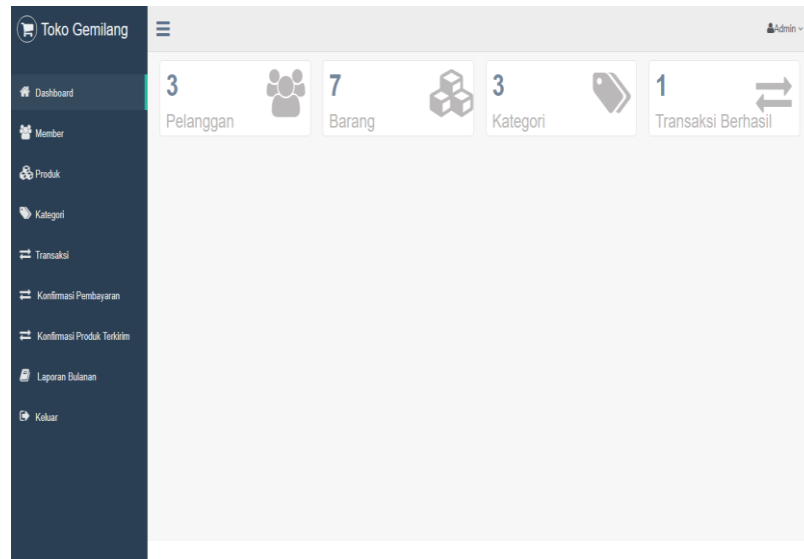 Toko Gemilang
Admin
Dashboard
Member
Produk
Kategori
Transaksi
Konfirmasi Pembayaran
Konfirmasi Produk Terkirim
Laporan Bulanan
Keluar
3
Pelanggan
7
Barang
3
Kategori
1
Transaksi Berhasil